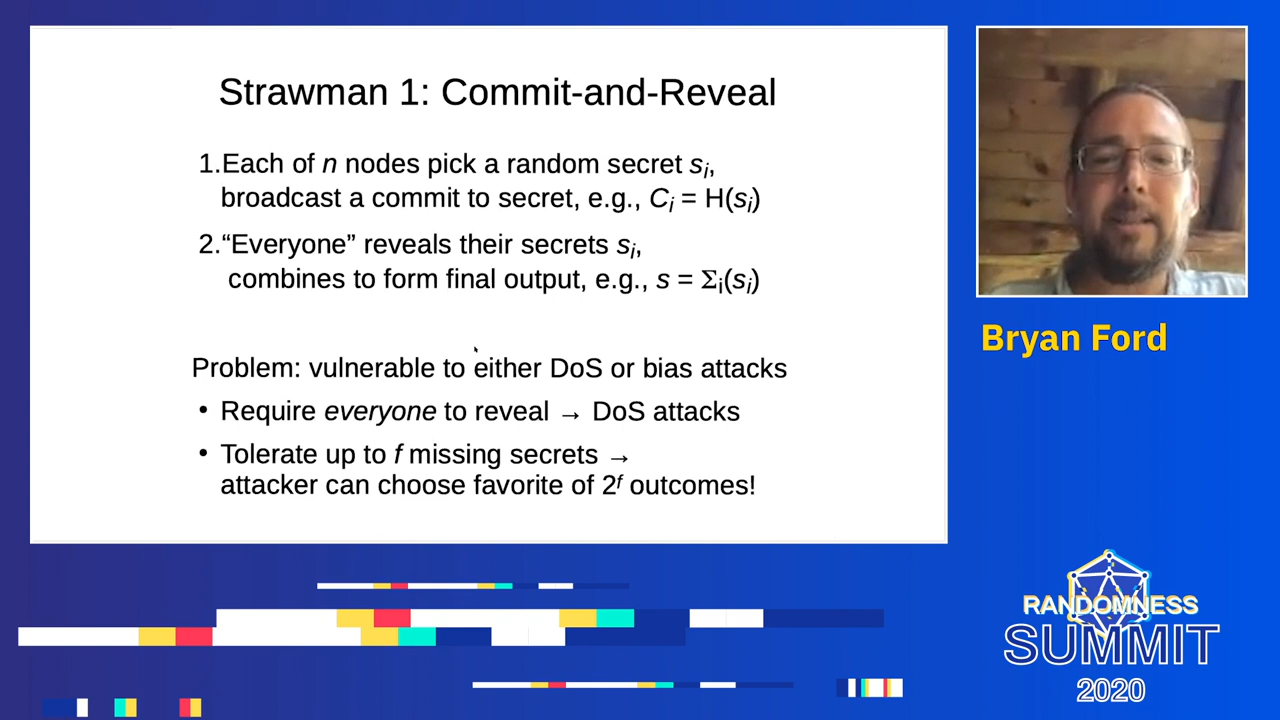 Strawman 1: Commit-and-Reveal
1.Each of n nodes pick a random secret sᵢ,
broadcast a commit to secret, e.g., Cᵢ = H(sᵢ)
2.“Everyone” reveals their secrets sᵢ,
combines to form final output, e.g., s = Σᵢ(sᵢ)
Problem: vulnerable to either DoS or bias attacks
• Require everyone to reveal → DoS attacks
• Tolerate up to f missing secrets →
attacker can choose favorite of 2ᶠ outcomes!
Bryan Ford
RANDOMNESS
SUMMIT
2020